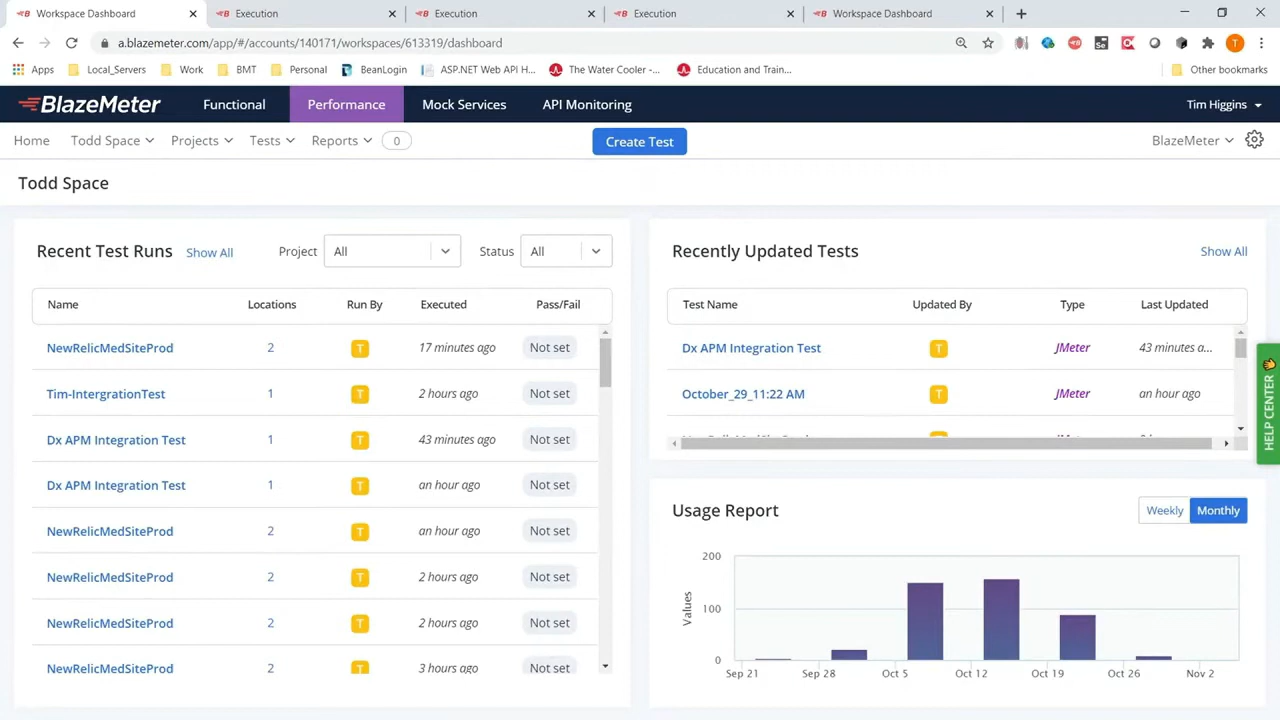 Workspace Dashboard
Execution
Execution
Execution
Workspace Dashboard
a.blazemeter.com/app/#/accounts/140171/workspaces/613319/dashboard
T
Apps Local_Servers Work BMT Personal BeanLogin ASP.NET Web API H... The Water Cooler -... Education and Train... Other bookmarks
BlazeMeter Functional Performance Mock Services API Monitoring Tim Higgins
Home Todd Space Projects Tests Reports 0 Create Test BlazeMeter
Todd Space
Recent Test Runs Show All Project All Status All
Name Locations Run By Executed Pass/Fail
NewRelicMedSiteProd 2 T 17 minutes ago Not set
Tim-IntergrationTest 1 T 2 hours ago Not set
Dx APM Integration Test 1 T 43 minutes ago Not set
Dx APM Integration Test 1 T an hour ago Not set
NewRelicMedSiteProd 2 T an hour ago Not set
NewRelicMedSiteProd 2 T 2 hours ago Not set
NewRelicMedSiteProd 2 T 2 hours ago Not set
NewRelicMedSiteProd 2 T 3 hours ago Not set
Recently Updated Tests Show All
Test Name Updated By Type Last Updated
Dx APM Integration Test T JMeter 43 minutes a...
October_29_11:22 AM T JMeter an hour ago
HELP CENTER
Usage Report Weekly Monthly
200
100
0
Values
Sep 21 Sep 28 Oct 5 Oct 12 Oct 19 Oct 26 Nov 2